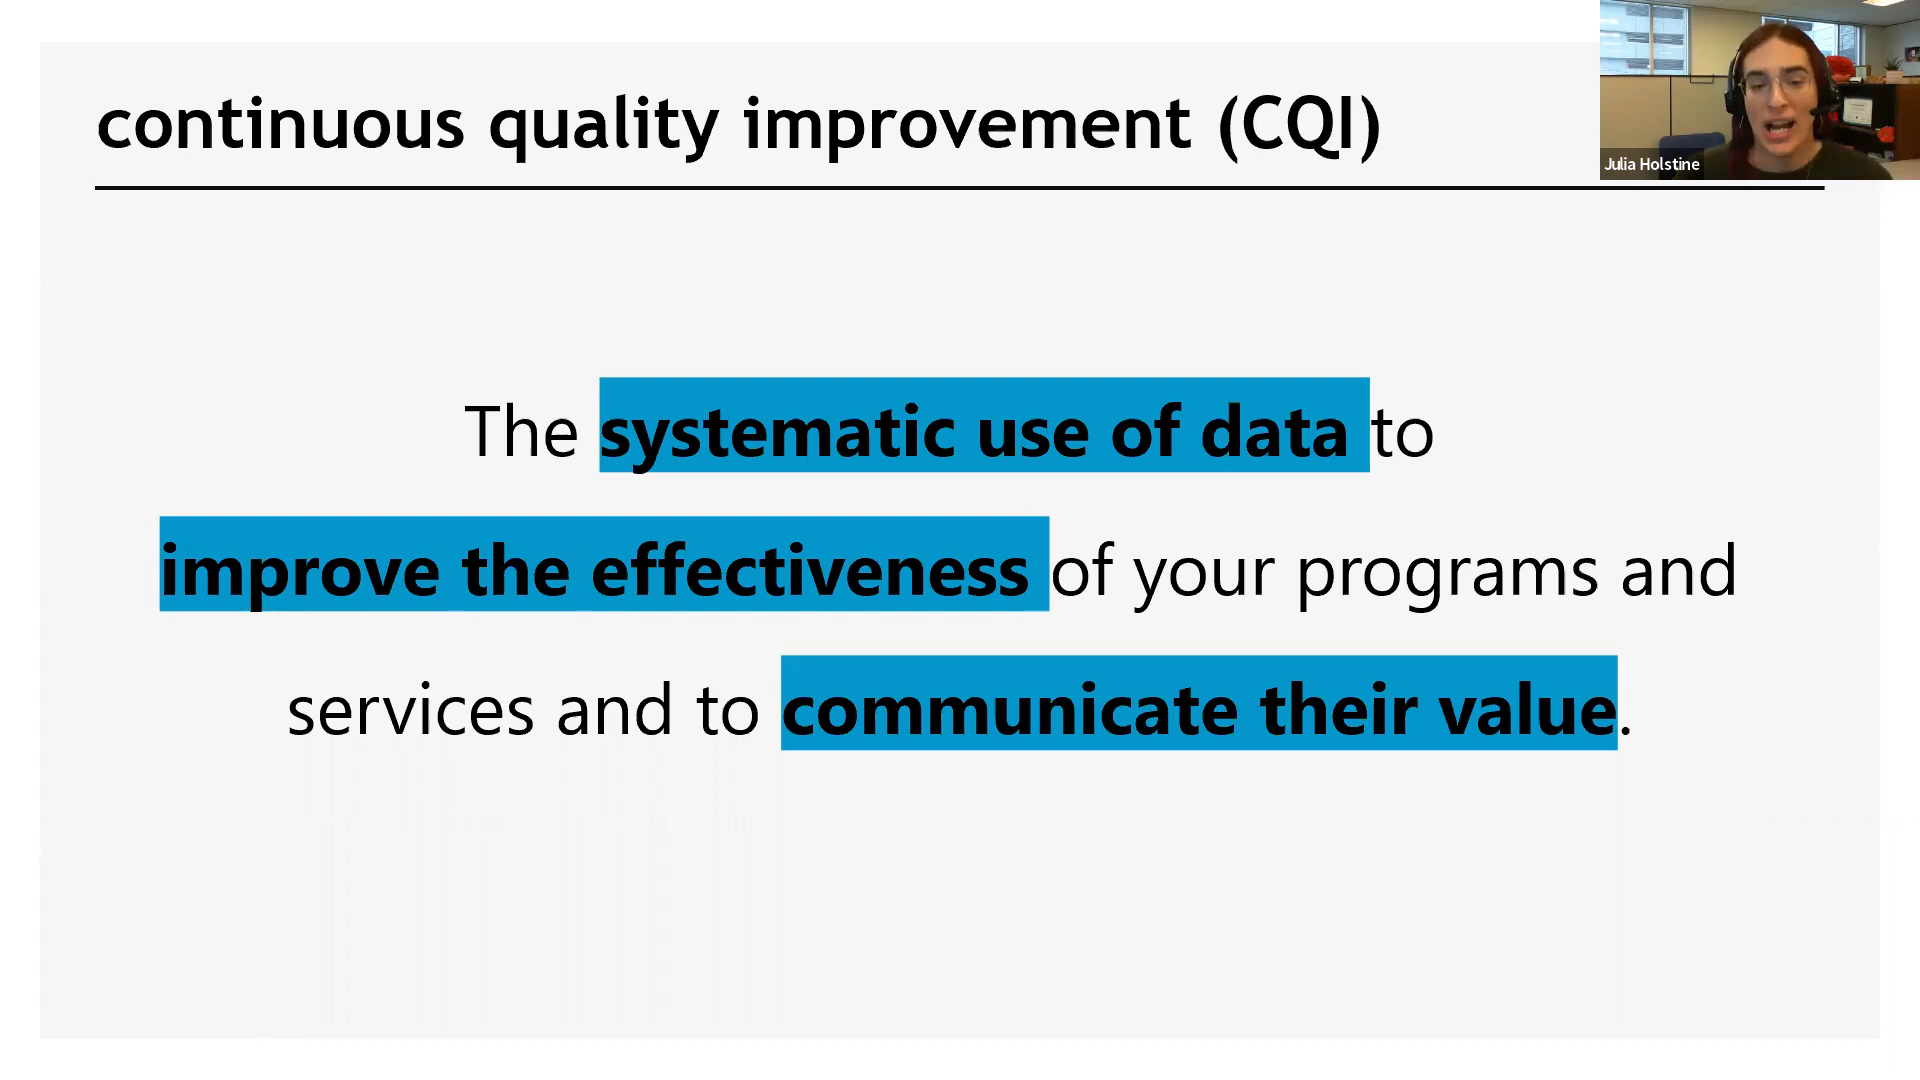 continuous quality improvement (CQI)
Julia Holstine
The systematic use of data to
improve the effectiveness of your programs and
services and to communicate their value.